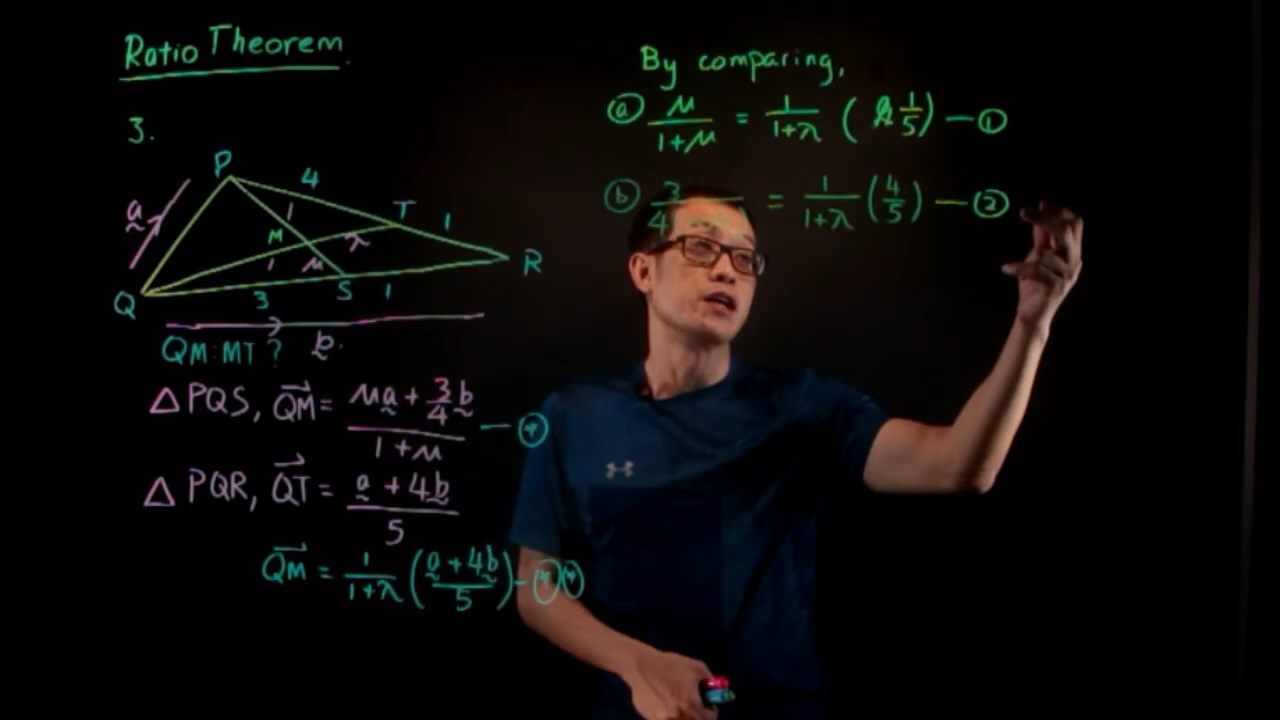 Ratio Theorem.
3.
P
4
a
1
T
1
M
λ
1
μ
R
Q
3
S
1
QM:MT ?
b.
△ PQS, QM⃗ = (μa + 3/4 b) / (1+μ) — (*)
△ PQR, QT⃗ = (a + 4b) / 5
QM⃗ = 1/(1+λ) ((a + 4b)/5) — (*)(*)
By comparing,
ⓐ μ/(1+μ) = 1/(1+λ) (1/5) — ①
ⓑ 3/4 = 1/(1+λ) (4/5) — ②